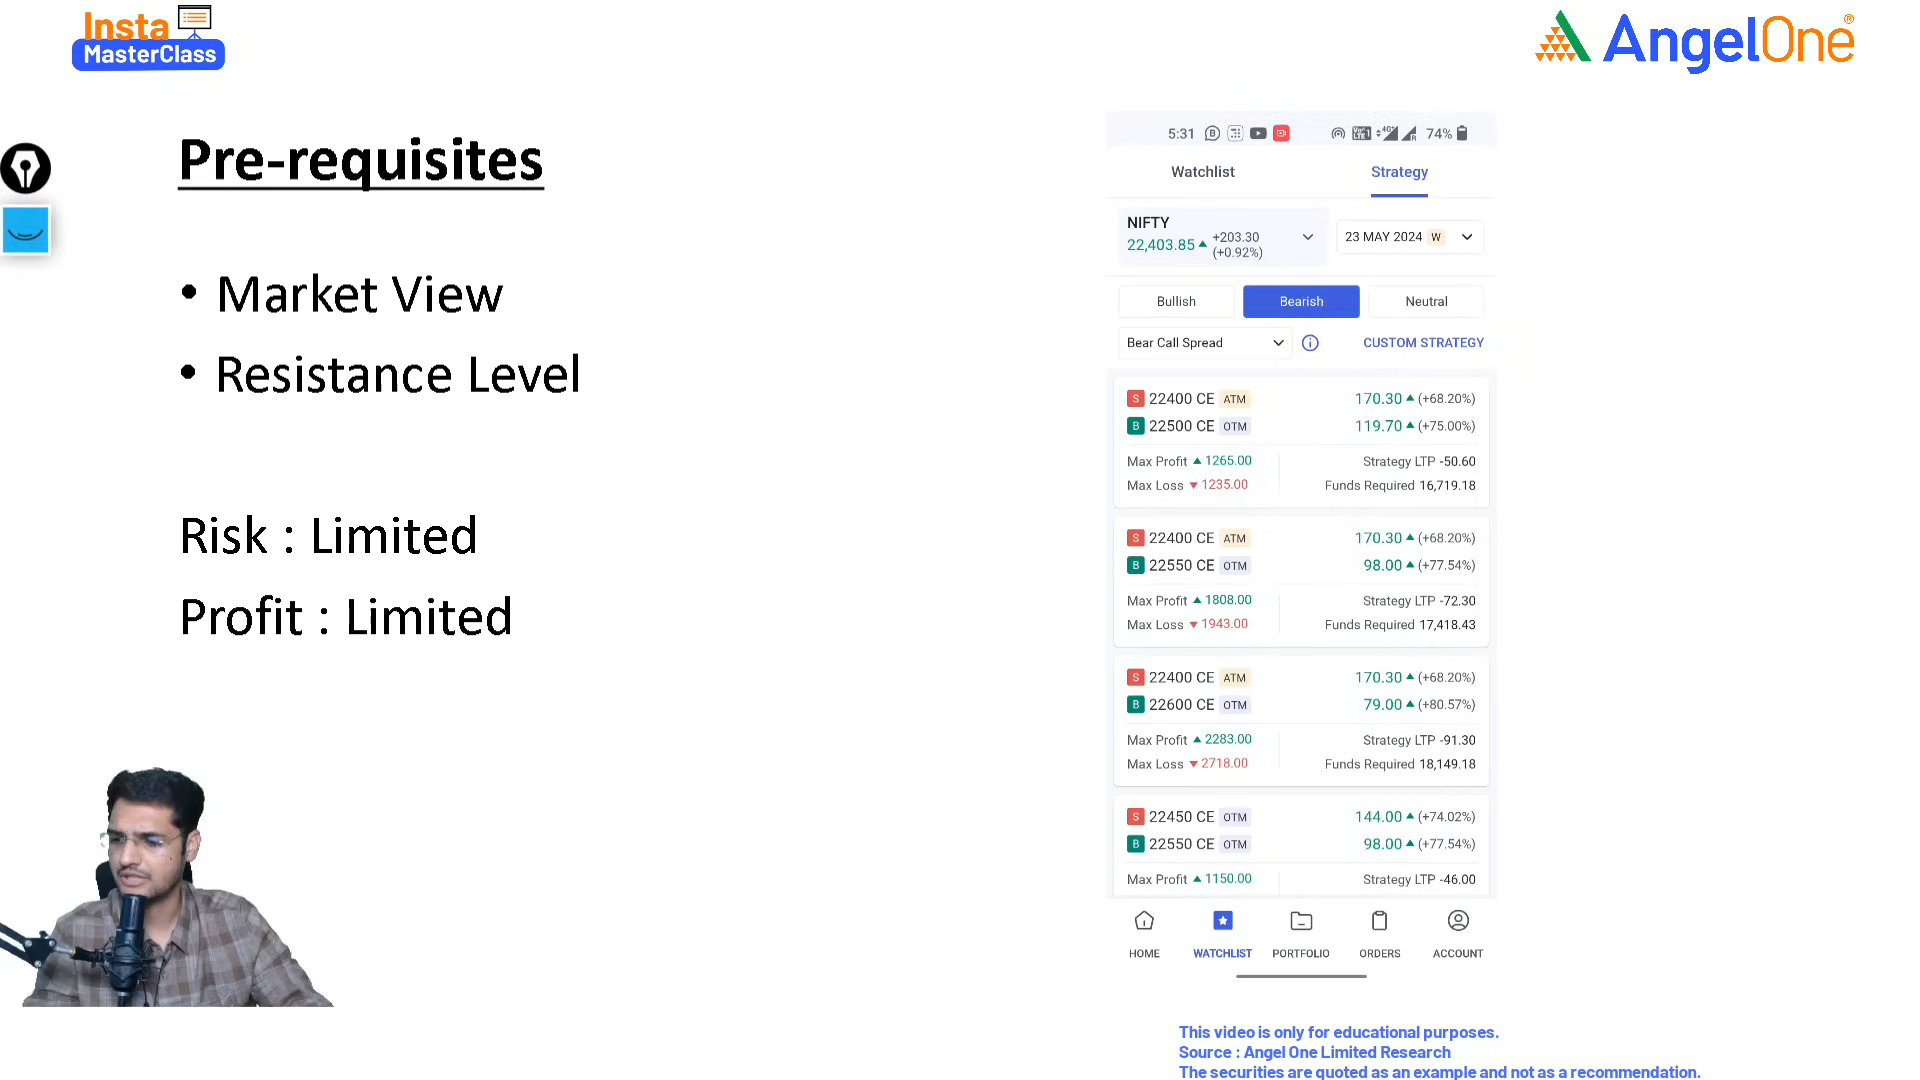 Insta
MasterClass
AngelOne®
Pre-requisites
• Market View
• Resistance Level
Risk : Limited
Profit : Limited
5:31 74%
Watchlist Strategy
NIFTY
22,403.85 +203.30
(+0.92%)
23 MAY 2024 W
Bullish Bearish Neutral
Bear Call Spread CUSTOM STRATEGY
S 22400 CE ATM 170.30 (+68.20%)
B 22500 CE OTM 119.70 (+75.00%)
Max Profit 1265.00 Strategy LTP -50.60
Max Loss 1235.00 Funds Required 16,719.18
S 22400 CE ATM 170.30 (+68.20%)
B 22550 CE OTM 98.00 (+77.54%)
Max Profit 1808.00 Strategy LTP -72.30
Max Loss 1943.00 Funds Required 17,418.43
S 22400 CE ATM 170.30 (+68.20%)
B 22600 CE OTM 79.00 (+80.57%)
Max Profit 2283.00 Strategy LTP -91.30
Max Loss 2718.00 Funds Required 18,149.18
S 22450 CE OTM 144.00 (+74.02%)
B 22550 CE OTM 98.00 (+77.54%)
Max Profit 1150.00 Strategy LTP -46.00
HOME WATCHLIST PORTFOLIO ORDERS ACCOUNT
This video is only for educational purposes.
Source : Angel One Limited Research
The securities are quoted as an example and not as a recommendation.